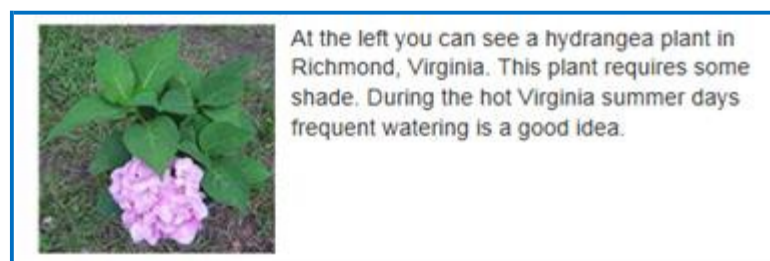 At the left you can see a hydrangea plant in
Richmond, Virginia. This plant requires some
shade. During the hot Virginia summer days
frequent watering is a good idea.